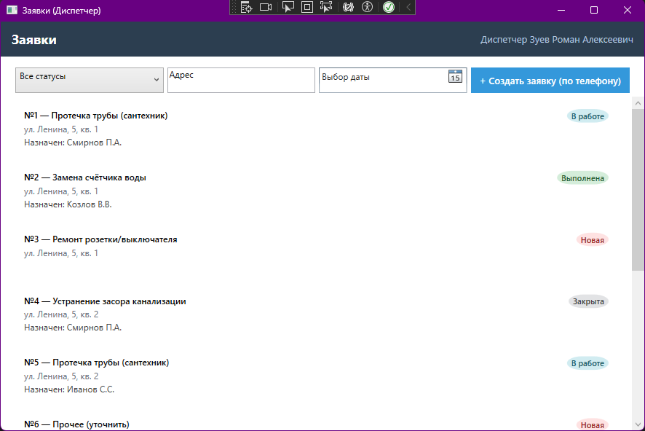 Заявки (Диспетчер)
Заявки
Диспетчер Зуев Роман Алексеевич
Все статусы
Адрес
Выбор даты
15
+ Создать заявку (по телефону)
№1 — Протечка трубы (сантехник)
В работе
ул. Ленина, 5, кв. 1
Назначен: Смирнов П.А.
№2 — Замена счётчика воды
Выполнена
ул. Ленина, 5, кв. 1
Назначен: Козлов В.В.
№3 — Ремонт розетки/выключателя
Новая
ул. Ленина, 5, кв. 1
№4 — Устранение засора канализации
Закрыта
ул. Ленина, 5, кв. 2
Назначен: Смирнов П.А.
№5 — Протечка трубы (сантехник)
В работе
ул. Ленина, 5, кв. 2
Назначен: Иванов С.С.
№6 — Прочее (уточнить)
Новая